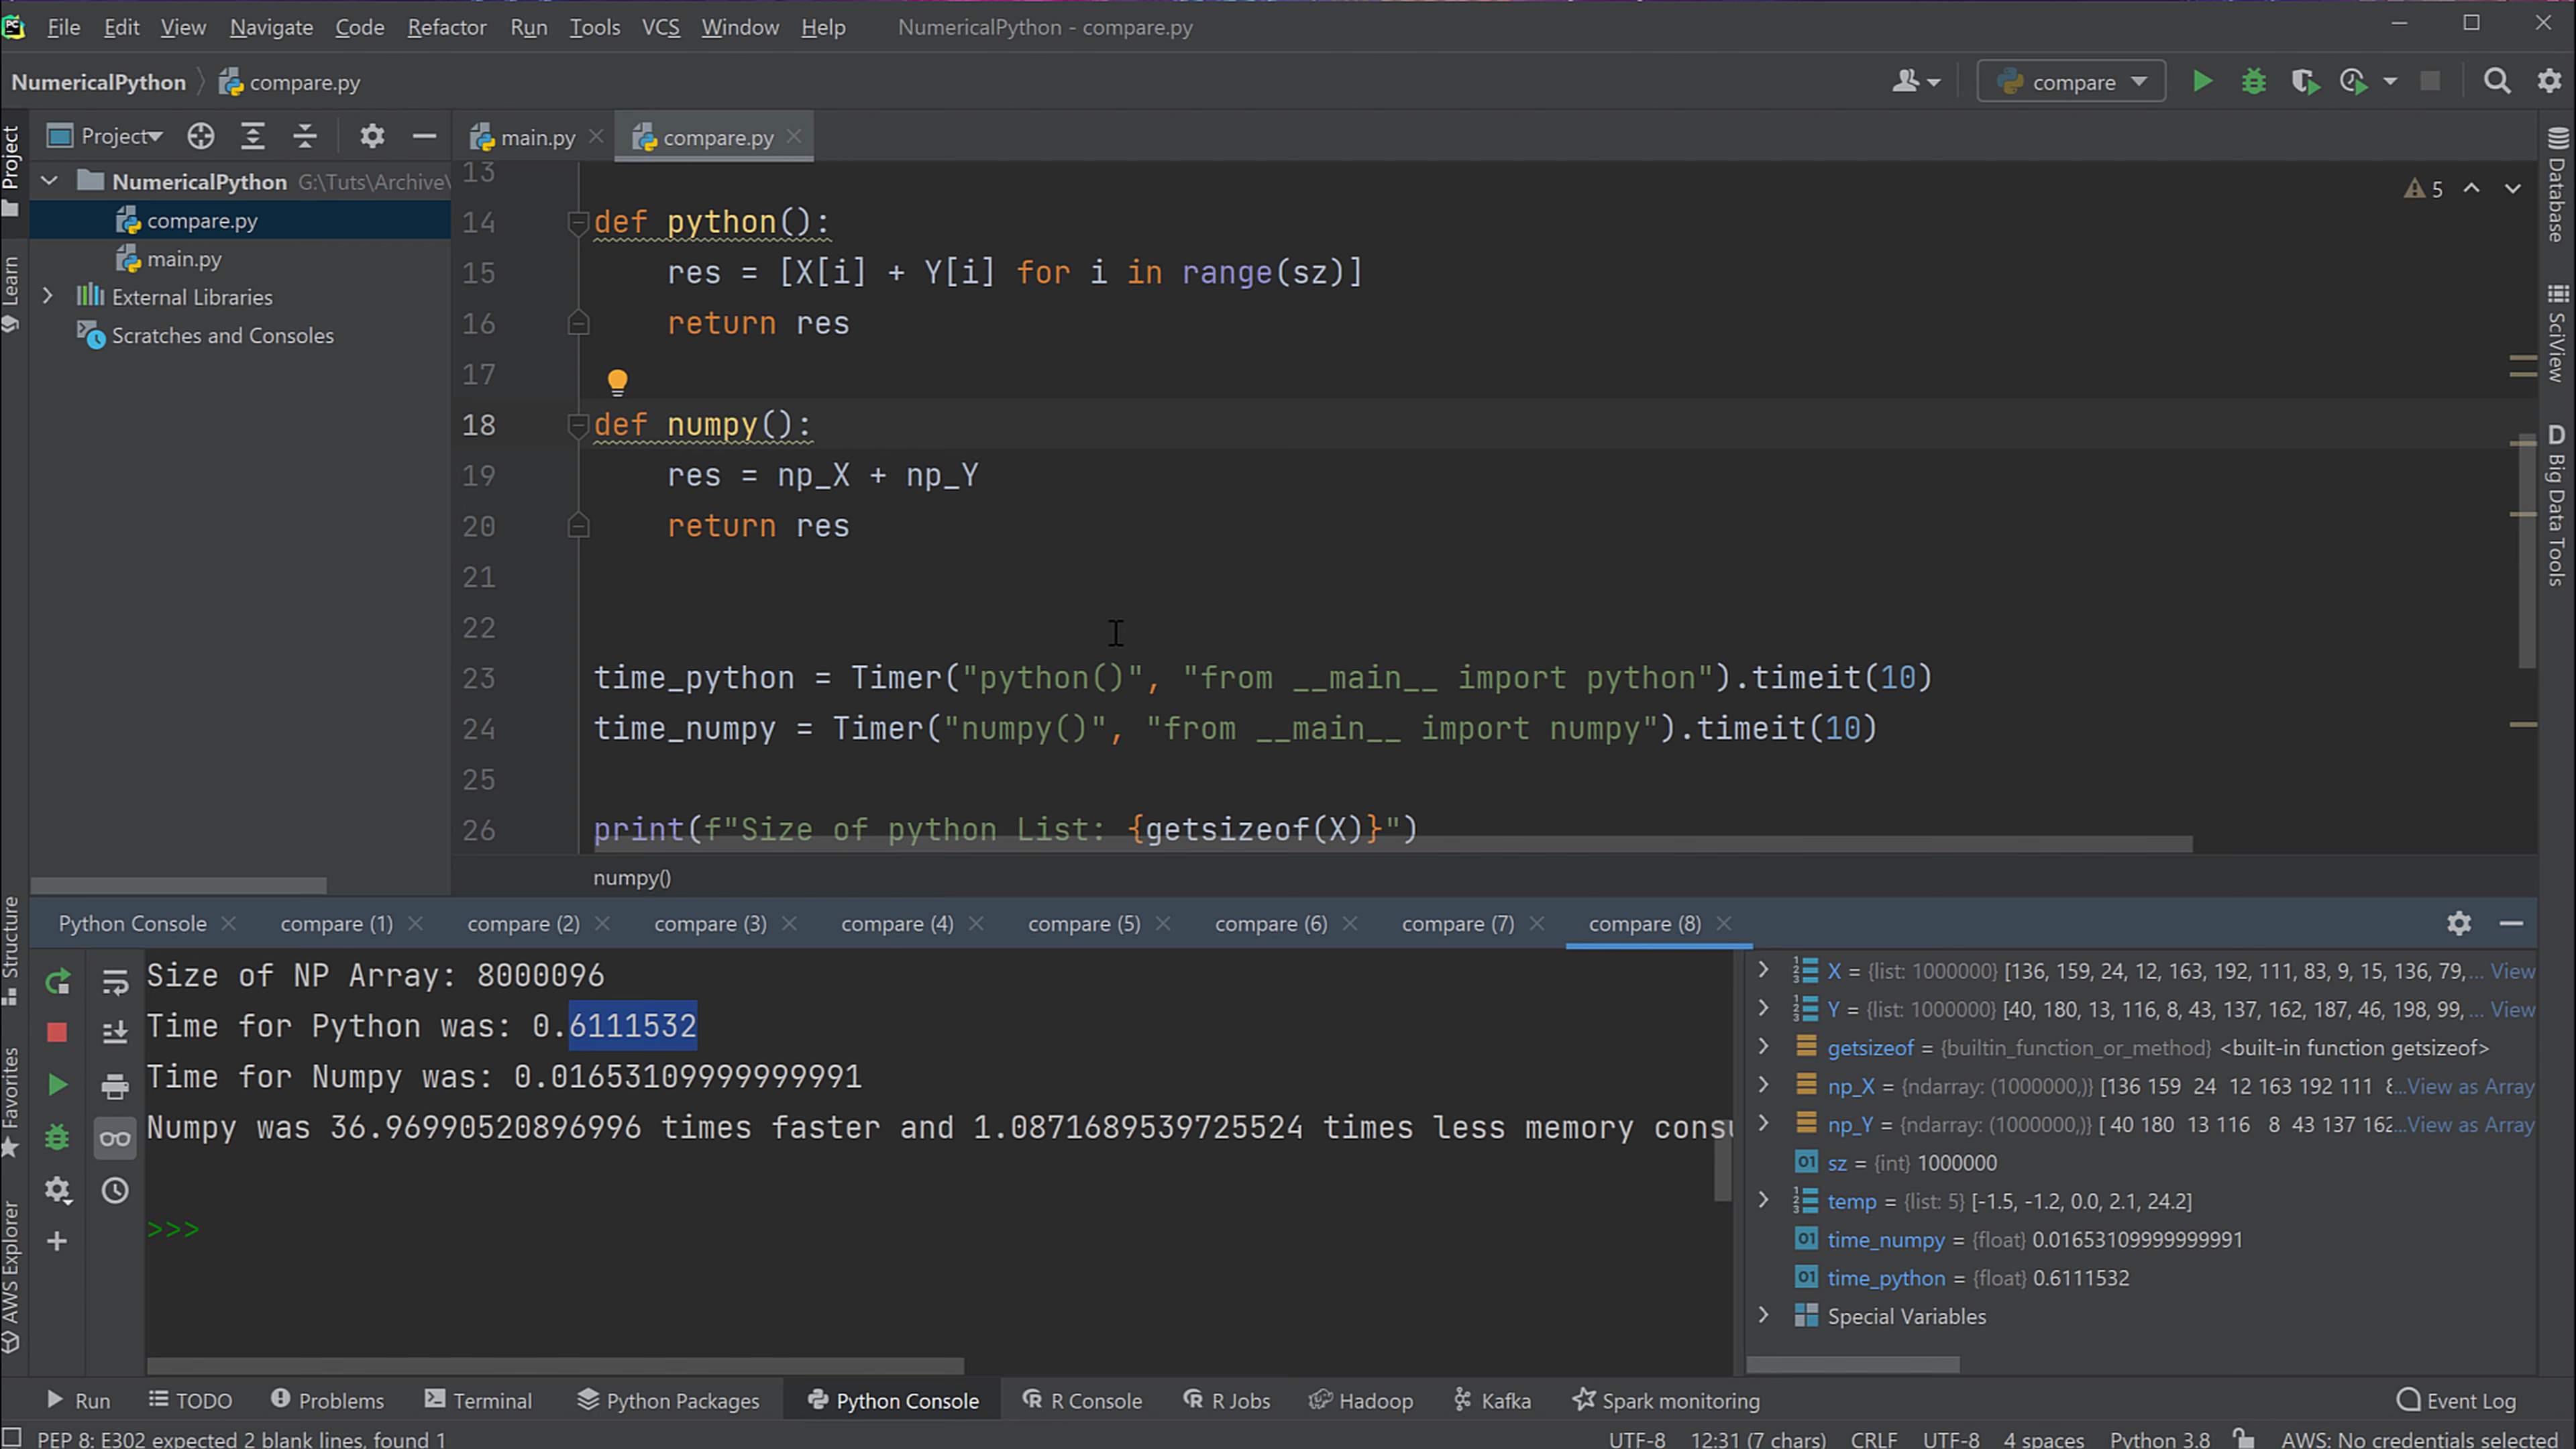 PC File Edit View Navigate Code Refactor Run Tools VCS Window Help NumericalPython - compare.py
NumericalPython compare.py compare
Project main.py compare.py
NumericalPython G:\Tuts\Archive\
compare.py
main.py
External Libraries
Scratches and Consoles
Project
Learn
Structure
Favorites
AWS Explorer
13
14 def python():
15 res = [X[i] + Y[i] for i in range(sz)]
16 return res
17
18 def numpy():
19 res = np_X + np_Y
20 return res
21
22
23 time_python = Timer("python()", "from __main__ import python").timeit(10)
24 time_numpy = Timer("numpy()", "from __main__ import numpy").timeit(10)
25
26 print(f"Size of python List: {getsizeof(X)}")
numpy()
5
Database
SciView
D Big Data Tools
Python Console compare (1) compare (2) compare (3) compare (4) compare (5) compare (6) compare (7) compare (8)
Size of NP Array: 8000096
Time for Python was: 0.6111532
Time for Numpy was: 0.01653109999999991
Numpy was 36.96990520896996 times faster and 1.0871689539725524 times less memory consu
>>>
X = {list: 1000000} [136, 159, 24, 12, 163, 192, 111, 83, 9, 15, 136, 79,... View
Y = {list: 1000000} [40, 180, 13, 116, 8, 43, 137, 162, 187, 46, 198, 99,... View
getsizeof = {builtin_function_or_method} <built-in function getsizeof>
np_X = {ndarray: (1000000,)} [136 159 24 12 163 192 111 8...View as Array
np_Y = {ndarray: (1000000,)} [ 40 180 13 116 8 43 137 162...View as Array
01 sz = {int} 1000000
temp = {list: 5} [-1.5, -1.2, 0.0, 2.1, 24.2]
01 time_numpy = {float} 0.01653109999999991
01 time_python = {float} 0.6111532
Special Variables
Run TODO Problems Terminal Python Packages Python Console R Console R Jobs Hadoop Kafka Spark monitoring Event Log
PEP 8: E302 expected 2 blank lines, found 1 UTF-8 12:31 (7 chars) CRLF UTF-8 4 spaces Python 3.8 AWS: No credentials selected